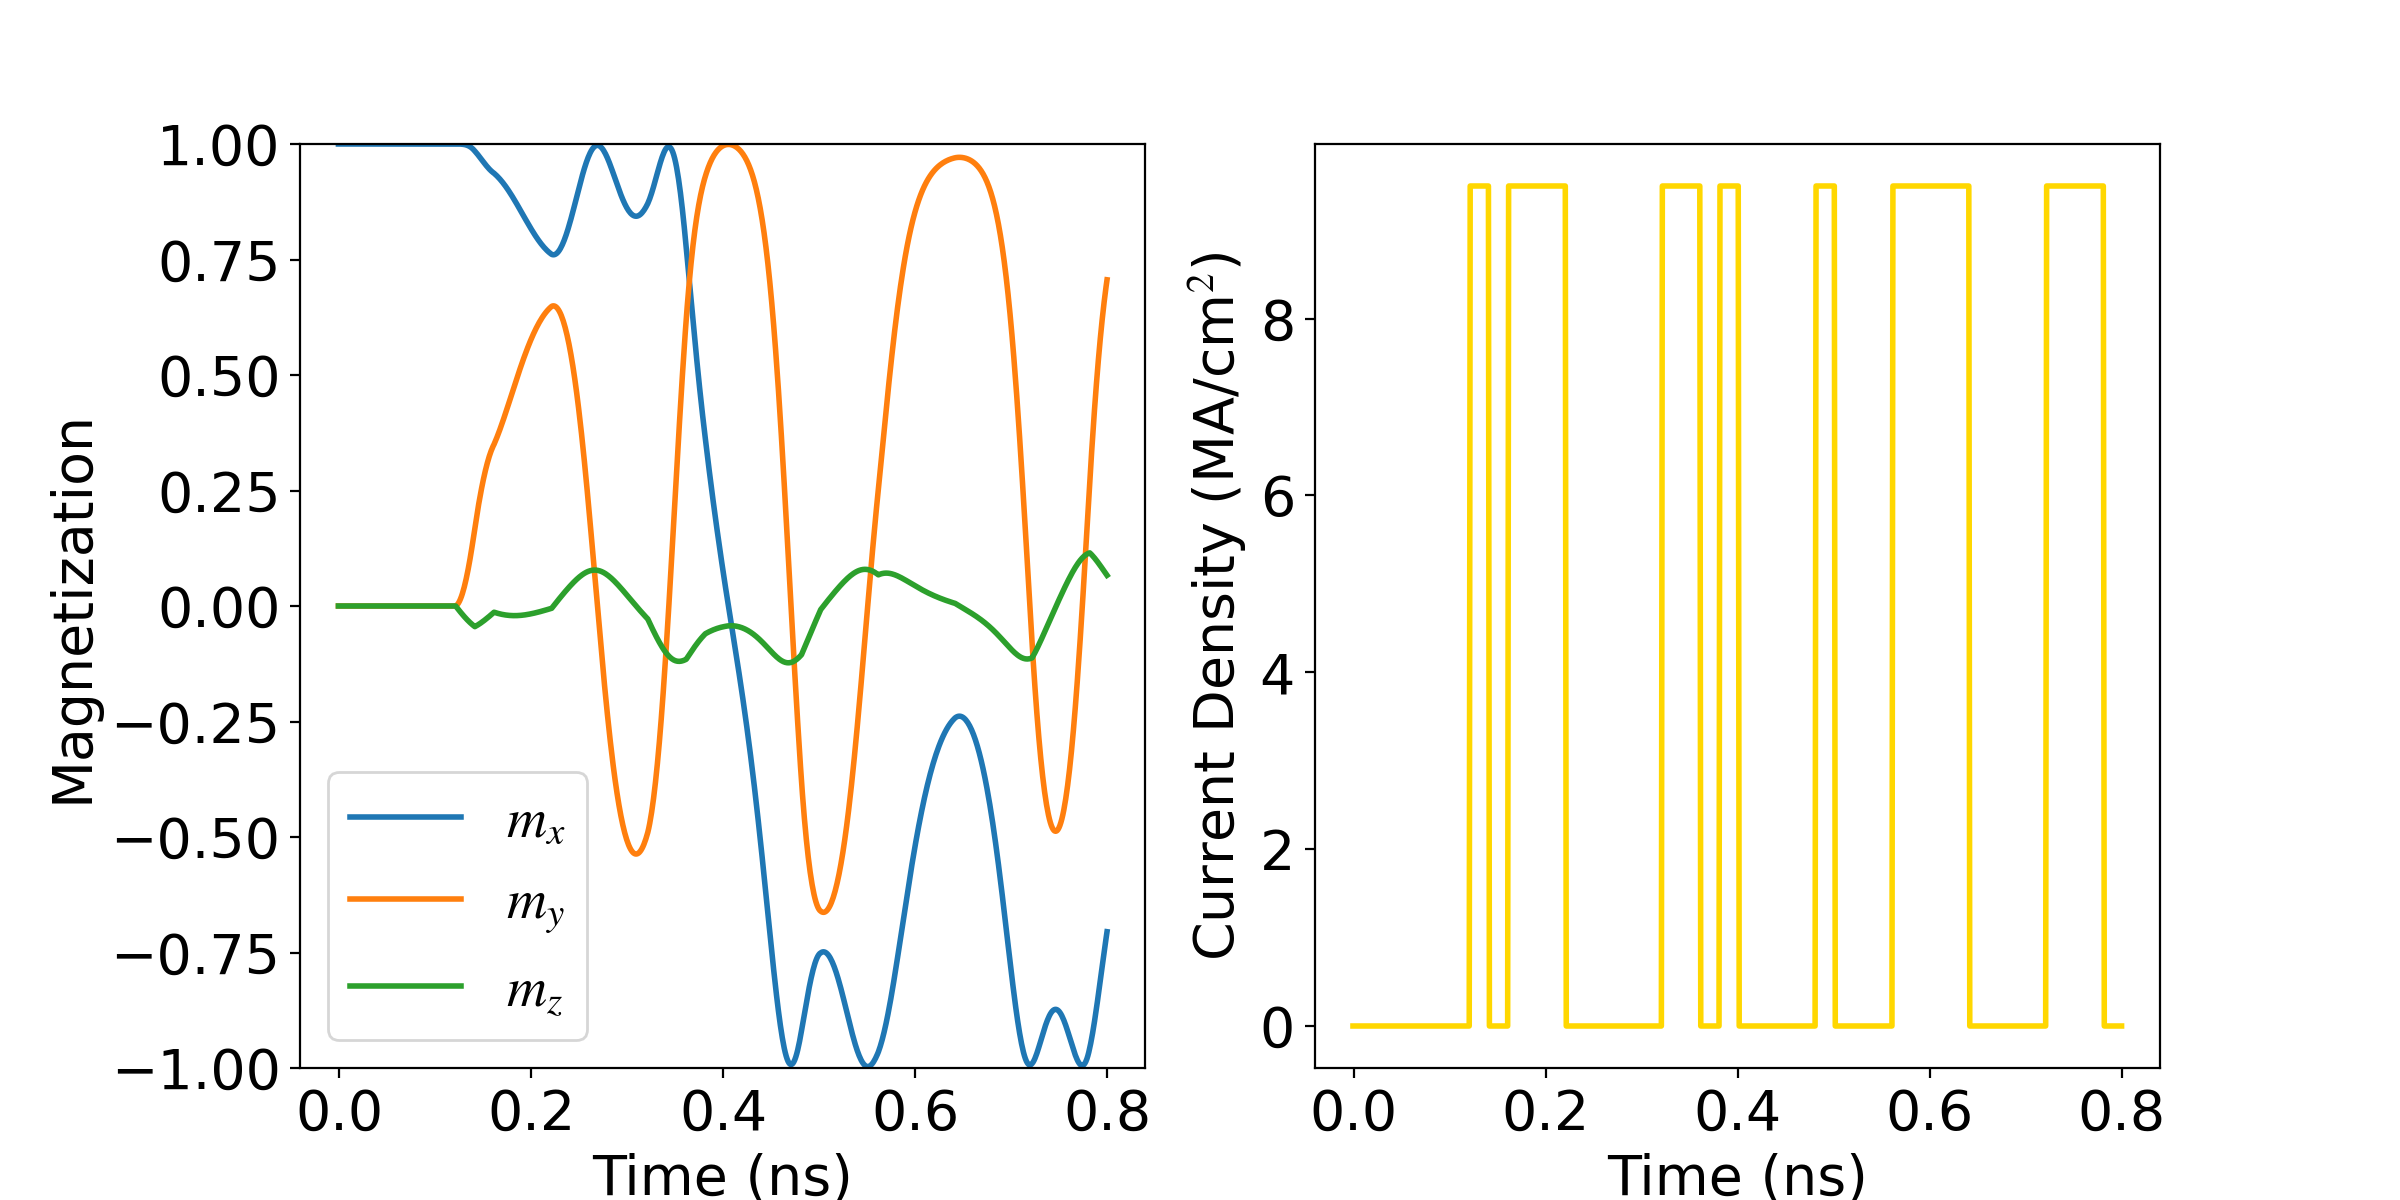 1.00
0.75
0.50
0.25
0.00
−0.25
−0.50
−0.75
−1.00
Magnetization
m_x
m_y
m_z
0.0 0.2 0.4 0.6 0.8
Time (ns)
8
6
4
2
0
Current Density (MA/cm²)
0.0 0.2 0.4 0.6 0.8
Time (ns)